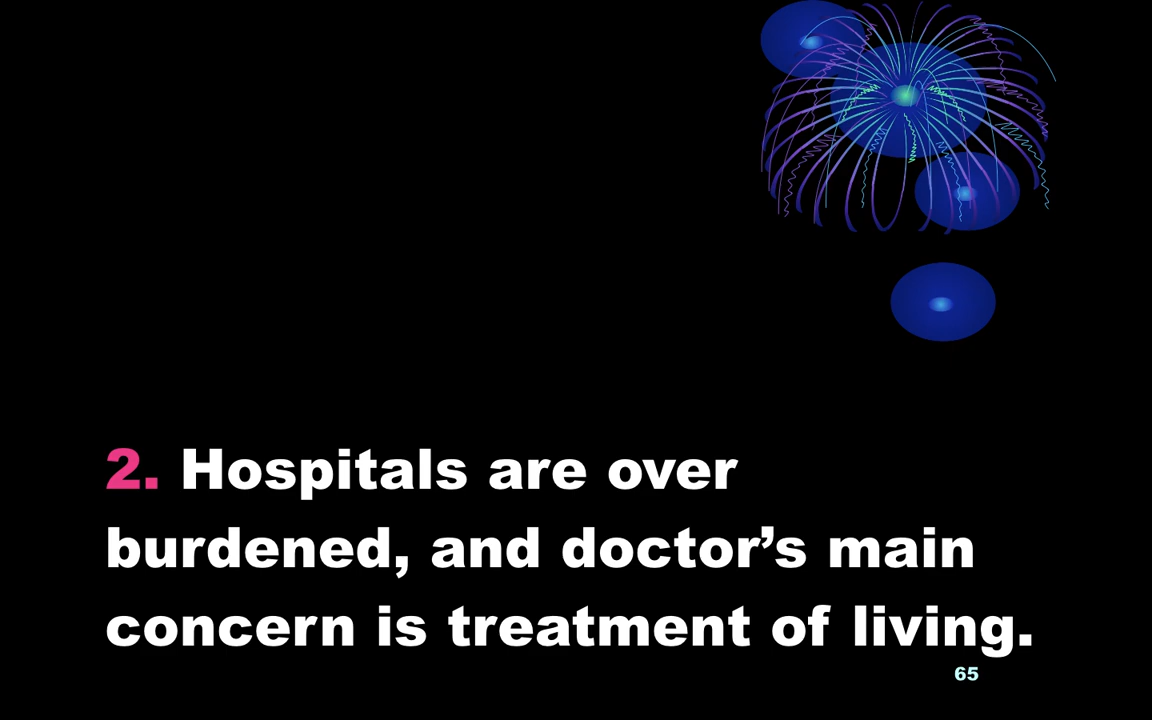 2. Hospitals are over
burdened, and doctor’s main
concern is treatment of living.
65